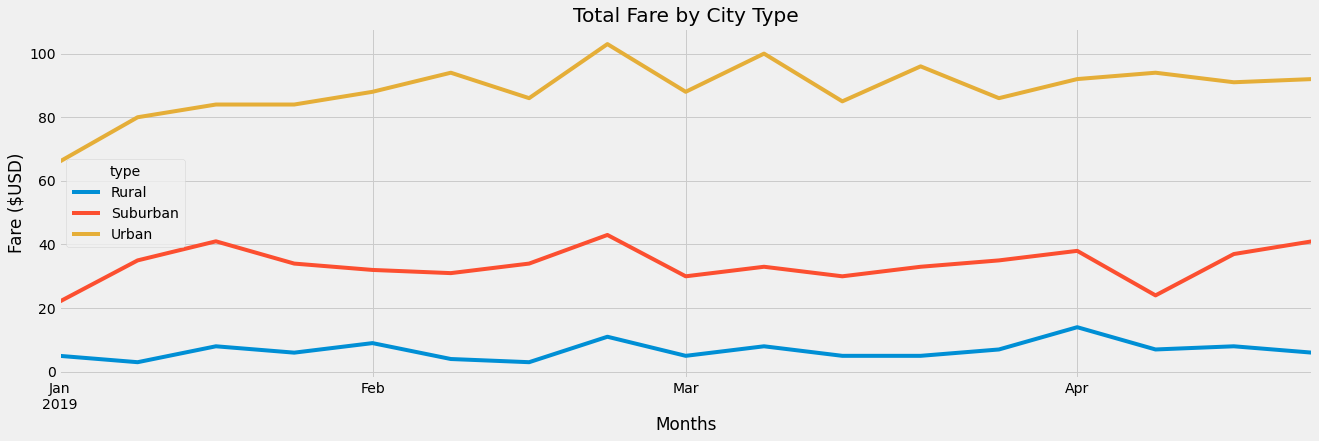 Total Fare by City Type
Fare ($USD)
100
80
60
40
20
0
type
Rural
Suburban
Urban
Jan
2019
Feb
Mar
Apr
Months